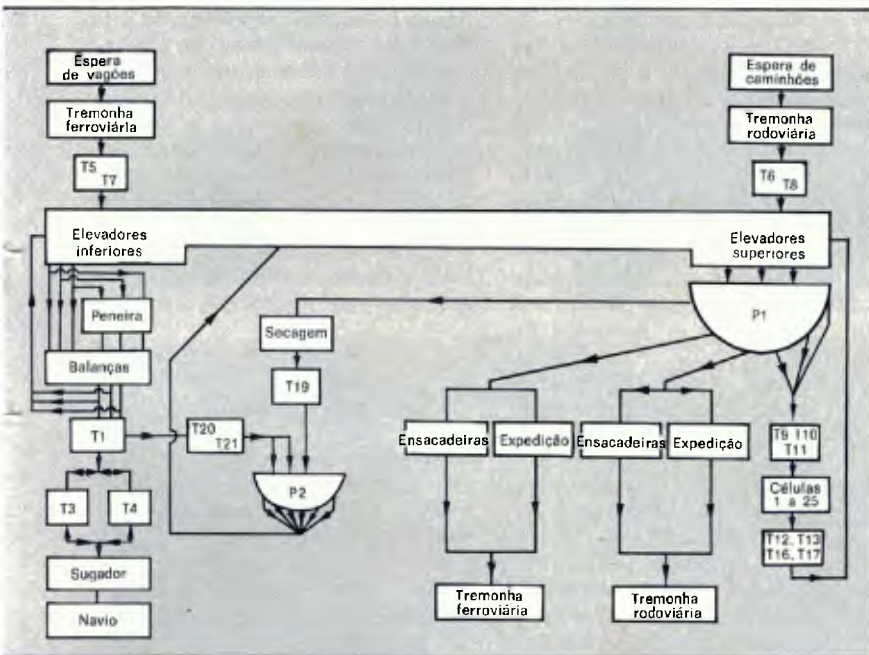 Espera
de vagões
Tremonha
ferroviária
T5
T7
Espera de
caminhões
Tremonha
rodoviária
T6
T8
Elevadores
inferiores
Elevadores
superiores
Peneira
Balanças
T1
T20
T21
T3
T4
Sugador
Navio
Secagem
T19
P2
P1
Ensacadeiras
Expedição
Ensacadeiras
Expedição
Tremonha
ferroviária
Tremonha
rodoviária
T9 T10
T11
Células
1 a 25
T12, T13
T16, T17